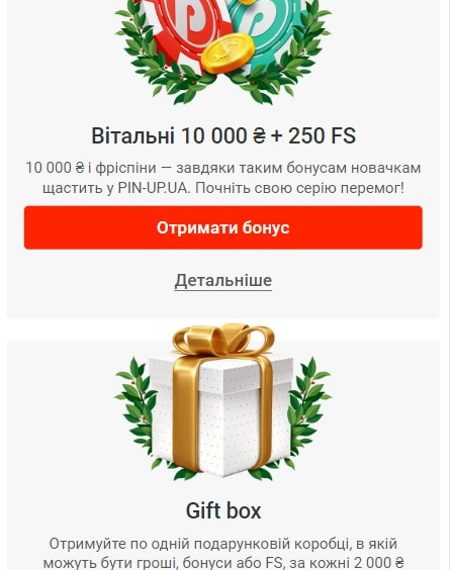 Вітальні 10 000 ₴ + 250 FS
10 000 ₴ і фріспіни — завдяки таким бонусам новачкам
щастить у PIN-UP.UA. Почніть свою серію перемог!
Отримати бонус
Детальніше
Gift box
Отримуйте по одній подарунковій коробці, в якій
можуть бути гроші, бонуси або FS, за кожні 2 000 ₴